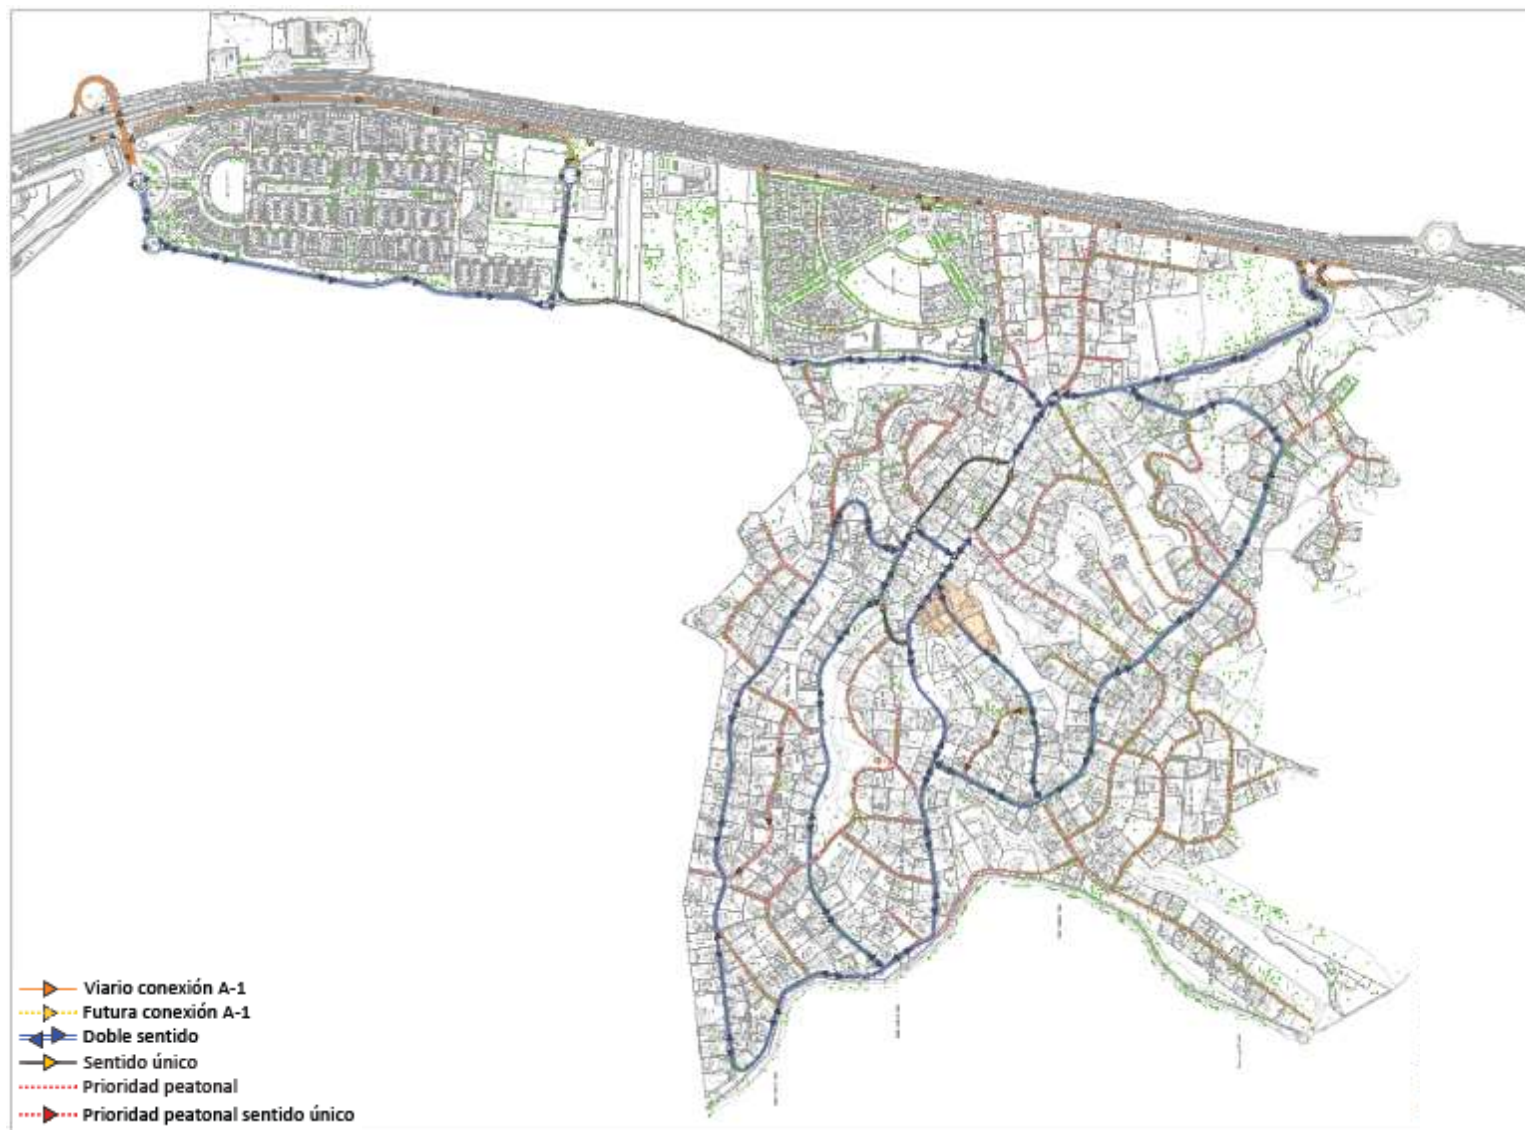 Viario conexión A-1
Futura conexión A-1
Doble sentido
Sentido único
Prioridad peatonal
Prioridad peatonal sentido único